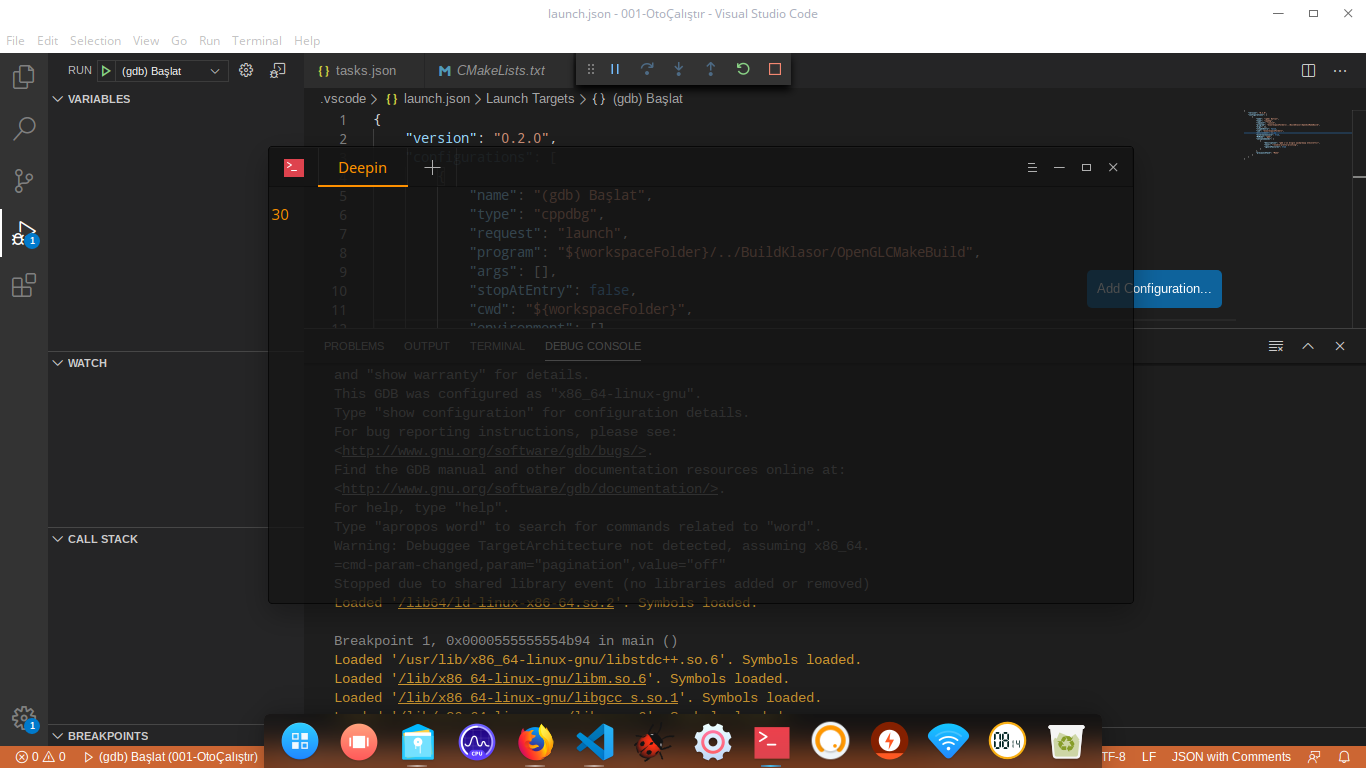 launch.json - 001-OtoÇalıştır - Visual Studio Code
File Edit Selection View Go Run Terminal Help
RUN (gdb) Başlat
{} tasks.json
M CMakeLists.txt
.vscode > {} launch.json > Launch Targets > {} (gdb) Başlat
VARIABLES
1 {
2 "version": "0.2.0",
"configurations": [
Deepin
30
5 "name": "(gdb) Başlat",
6 "type": "cppdbg",
7 "request": "launch",
8 "program": "${workspaceFolder}/../BuildKlasor/OpenGLCMakeBuild",
9 "args": [],
10 "stopAtEntry": false,
11 "cwd": "${workspaceFolder}",
12 "environment": [],
Add Configuration...
1
PROBLEMS OUTPUT TERMINAL DEBUG CONSOLE
WATCH
and "show warranty" for details.
This GDB was configured as "x86_64-linux-gnu".
Type "show configuration" for configuration details.
For bug reporting instructions, please see:
<http://www.gnu.org/software/gdb/bugs/>.
Find the GDB manual and other documentation resources online at:
<http://www.gnu.org/software/gdb/documentation/>.
For help, type "help".
Type "apropos word" to search for commands related to "word".
CALL STACK
Warning: Debuggee TargetArchitecture not detected, assuming x86_64.
=cmd-param-changed,param="pagination",value="off"
Stopped due to shared library event (no libraries added or removed)
Loaded '/lib64/ld-linux-x86-64.so.2'. Symbols loaded.
Breakpoint 1, 0x0000555555554b94 in main ()
Loaded '/usr/lib/x86_64-linux-gnu/libstdc++.so.6'. Symbols loaded.
Loaded '/lib/x86_64-linux-gnu/libm.so.6'. Symbols loaded.
Loaded '/lib/x86_64-linux-gnu/libgcc_s.so.1'. Symbols loaded.
1
BREAKPOINTS
CPU
08 14
0 0 (gdb) Başlat (001-OtoÇalıştır)
TF-8 LF JSON with Comments